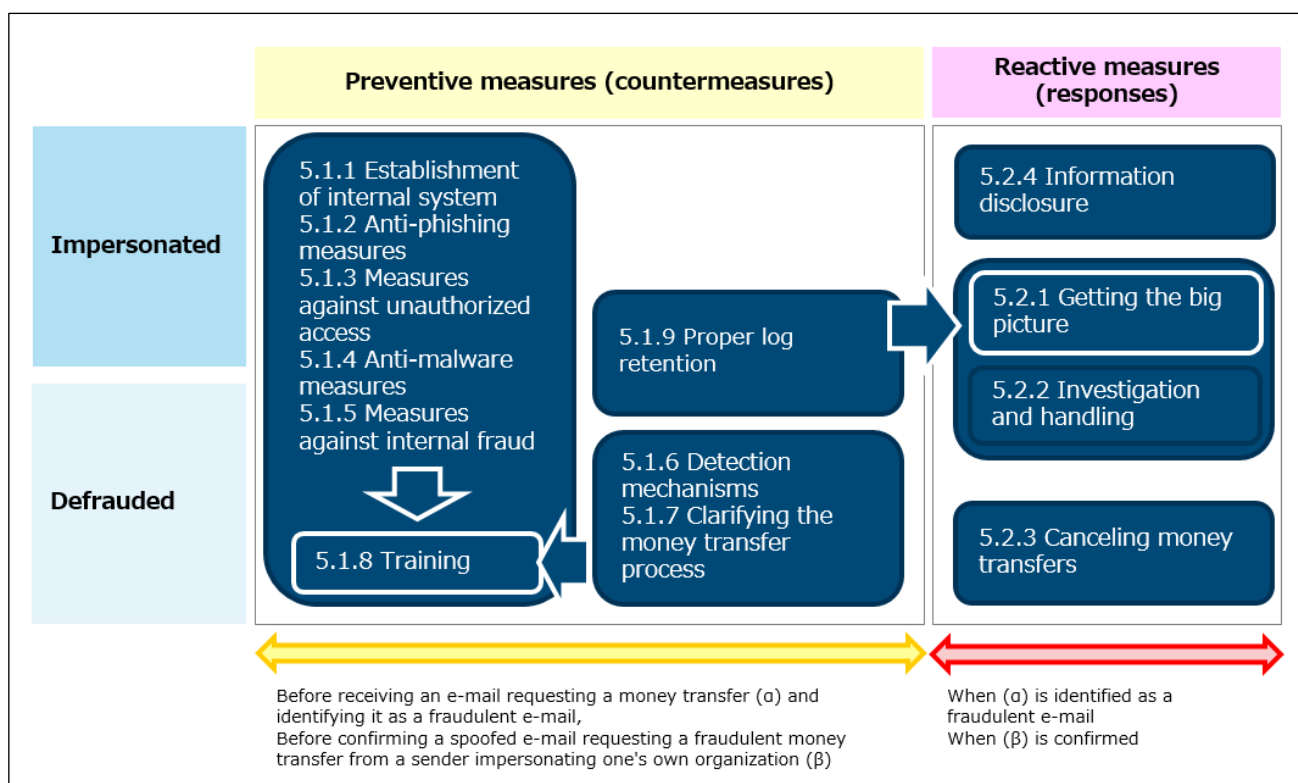 Preventive measures (countermeasures)
Reactive measures
(responses)
Impersonated
Defrauded
5.1.1 Establishment
of internal system
5.1.2 Anti-phishing
measures
5.1.3 Measures
against unauthorized
access
5.1.4 Anti-malware
measures
5.1.5 Measures
against internal fraud
5.1.8 Training
5.1.9 Proper log
retention
5.1.6 Detection
mechanisms
5.1.7 Clarifying the
money transfer
process
5.2.4 Information
disclosure
5.2.1 Getting the big
picture
5.2.2 Investigation
and handling
5.2.3 Canceling money
transfers
Before receiving an e-mail requesting a money transfer (α) and
identifying it as a fraudulent e-mail,
Before confirming a spoofed e-mail requesting a fraudulent money
transfer from a sender impersonating one's own organization (β)
When (α) is identified as a
fraudulent e-mail
When (β) is confirmed